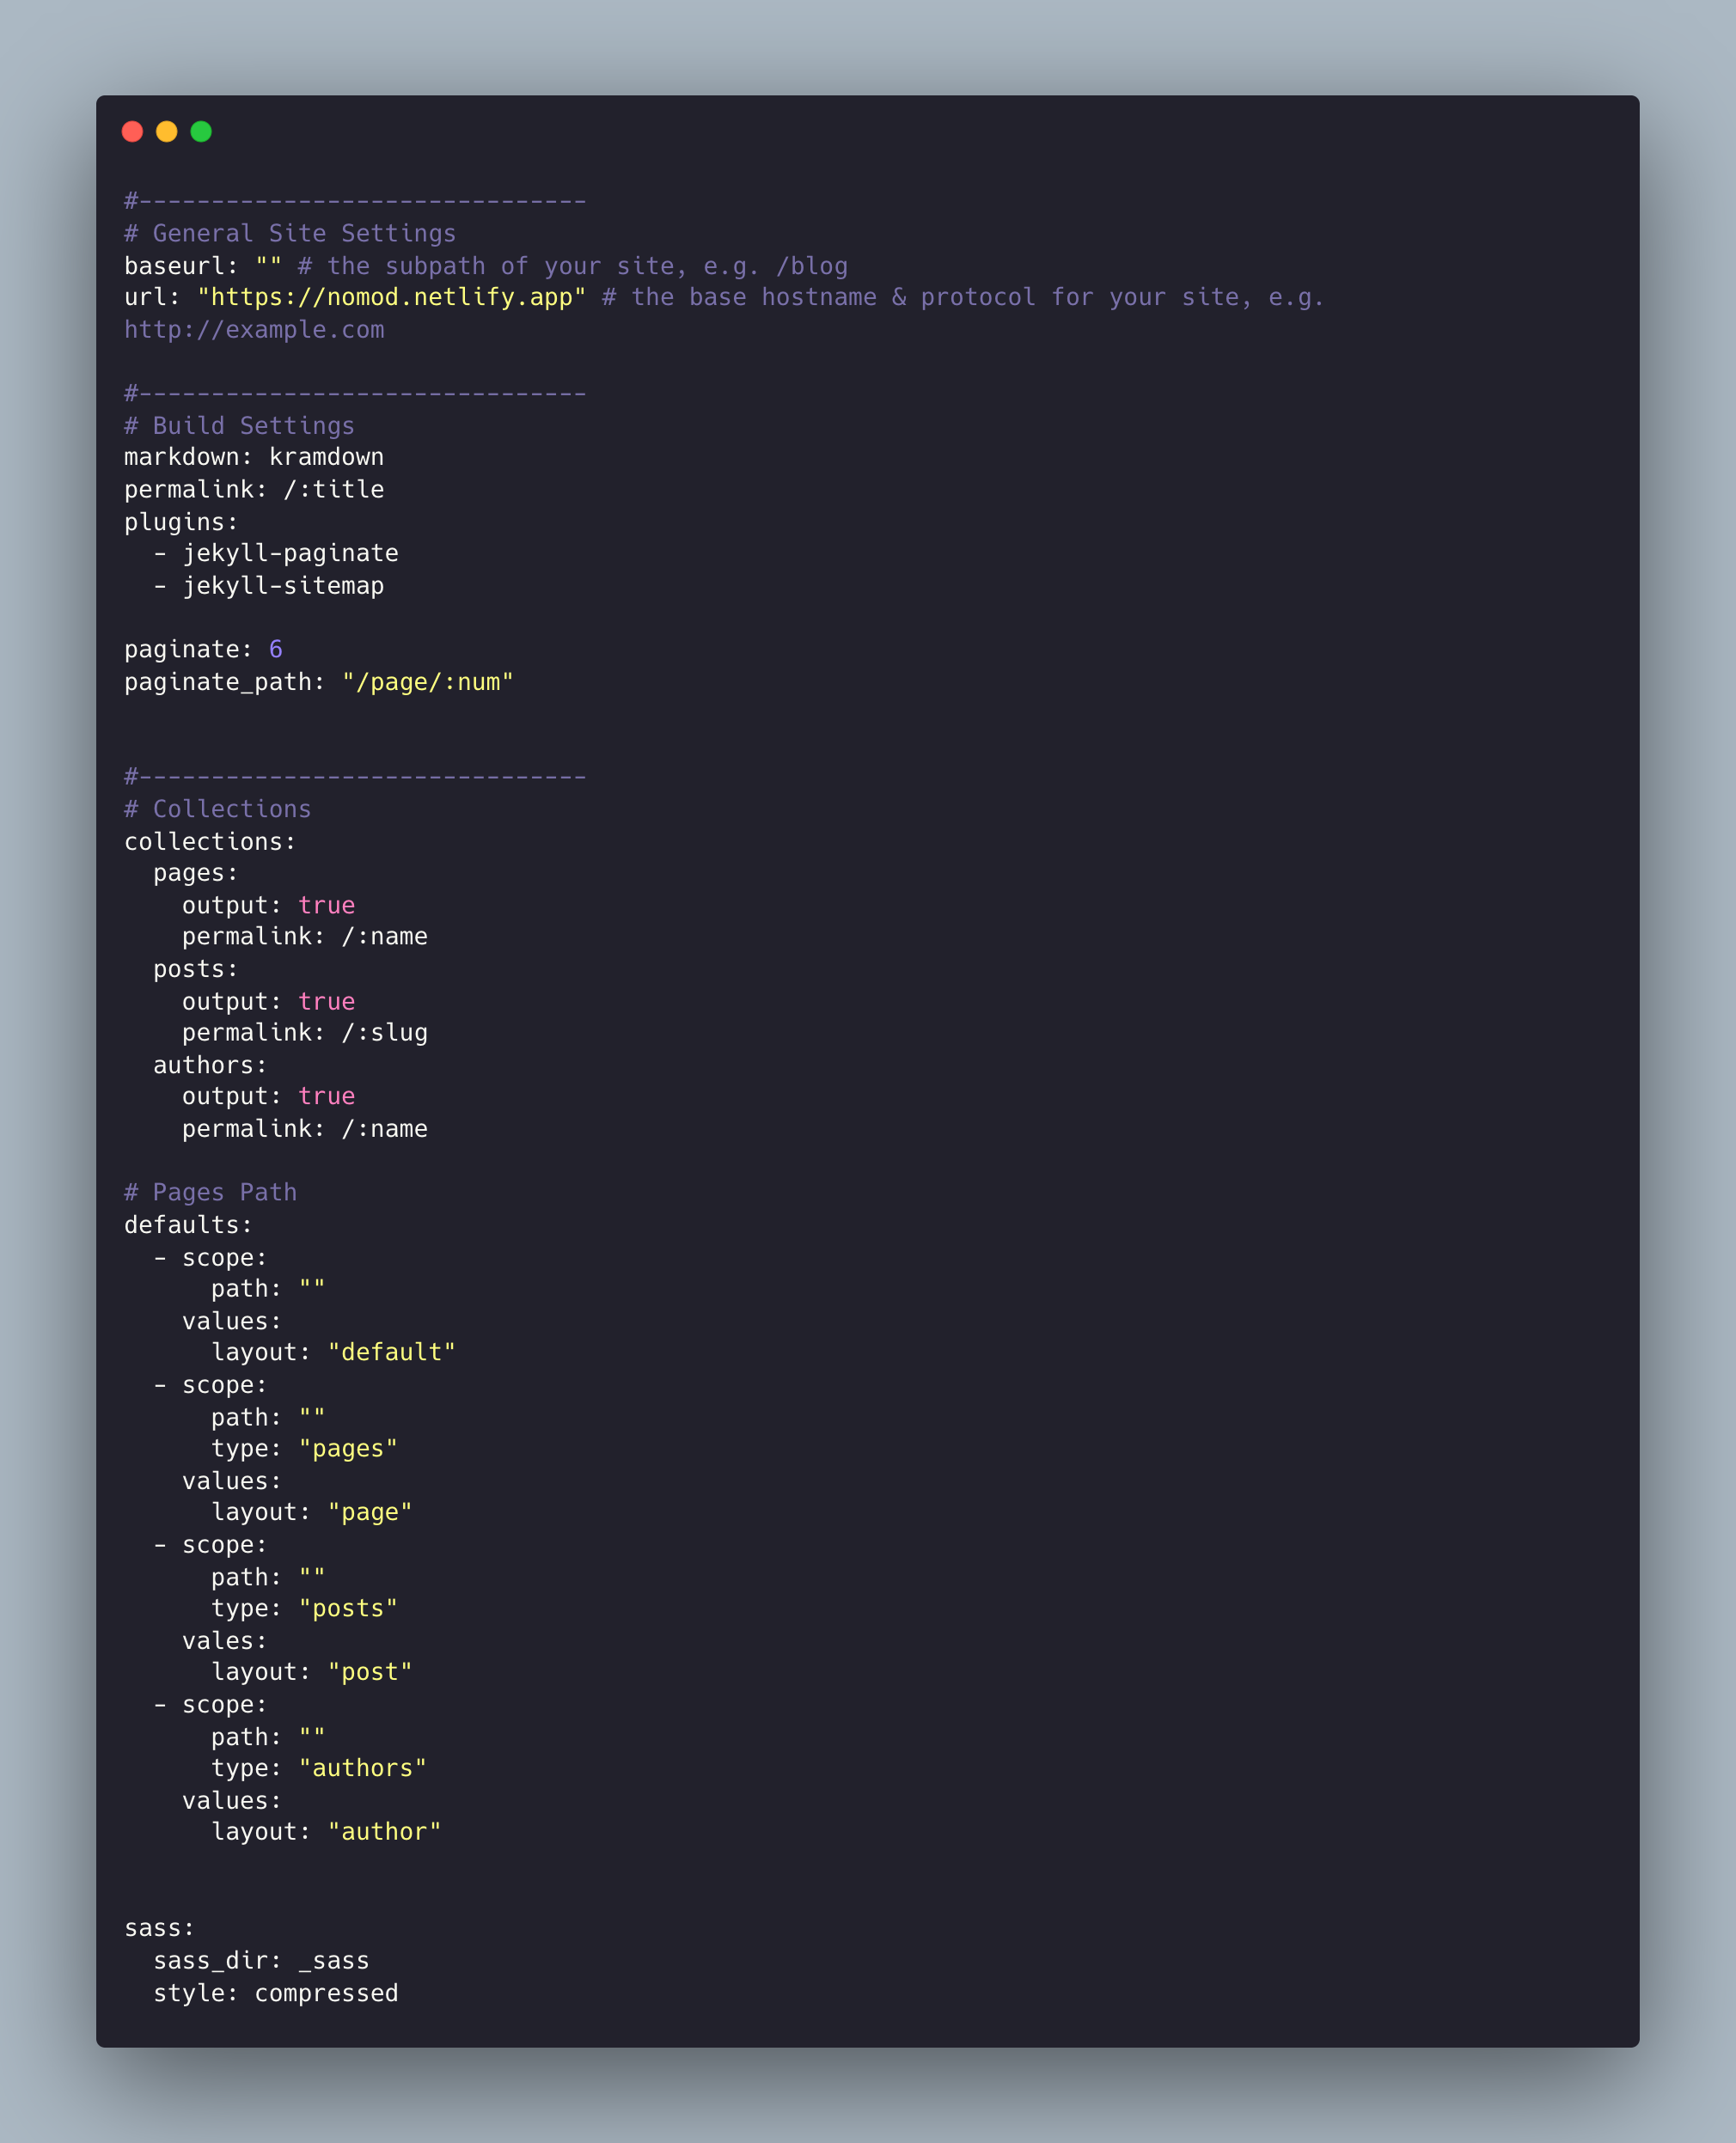 #-------------------------------
# General Site Settings
baseurl: "" # the subpath of your site, e.g. /blog
url: "https://nomod.netlify.app" # the base hostname & protocol for your site, e.g.
http://example.com

#-------------------------------
# Build Settings
markdown: kramdown
permalink: /:title
plugins:
  - jekyll-paginate
  - jekyll-sitemap

paginate: 6
paginate_path: "/page/:num"


#-------------------------------
# Collections
collections:
  pages:
    output: true
    permalink: /:name
  posts:
    output: true
    permalink: /:slug
  authors:
    output: true
    permalink: /:name

# Pages Path
defaults:
  - scope:
      path: ""
    values:
      layout: "default"
  - scope:
      path: ""
      type: "pages"
    values:
      layout: "page"
  - scope:
      path: ""
      type: "posts"
    vales:
      layout: "post"
  - scope:
      path: ""
      type: "authors"
    values:
      layout: "author"


sass:
  sass_dir: _sass
  style: compressed